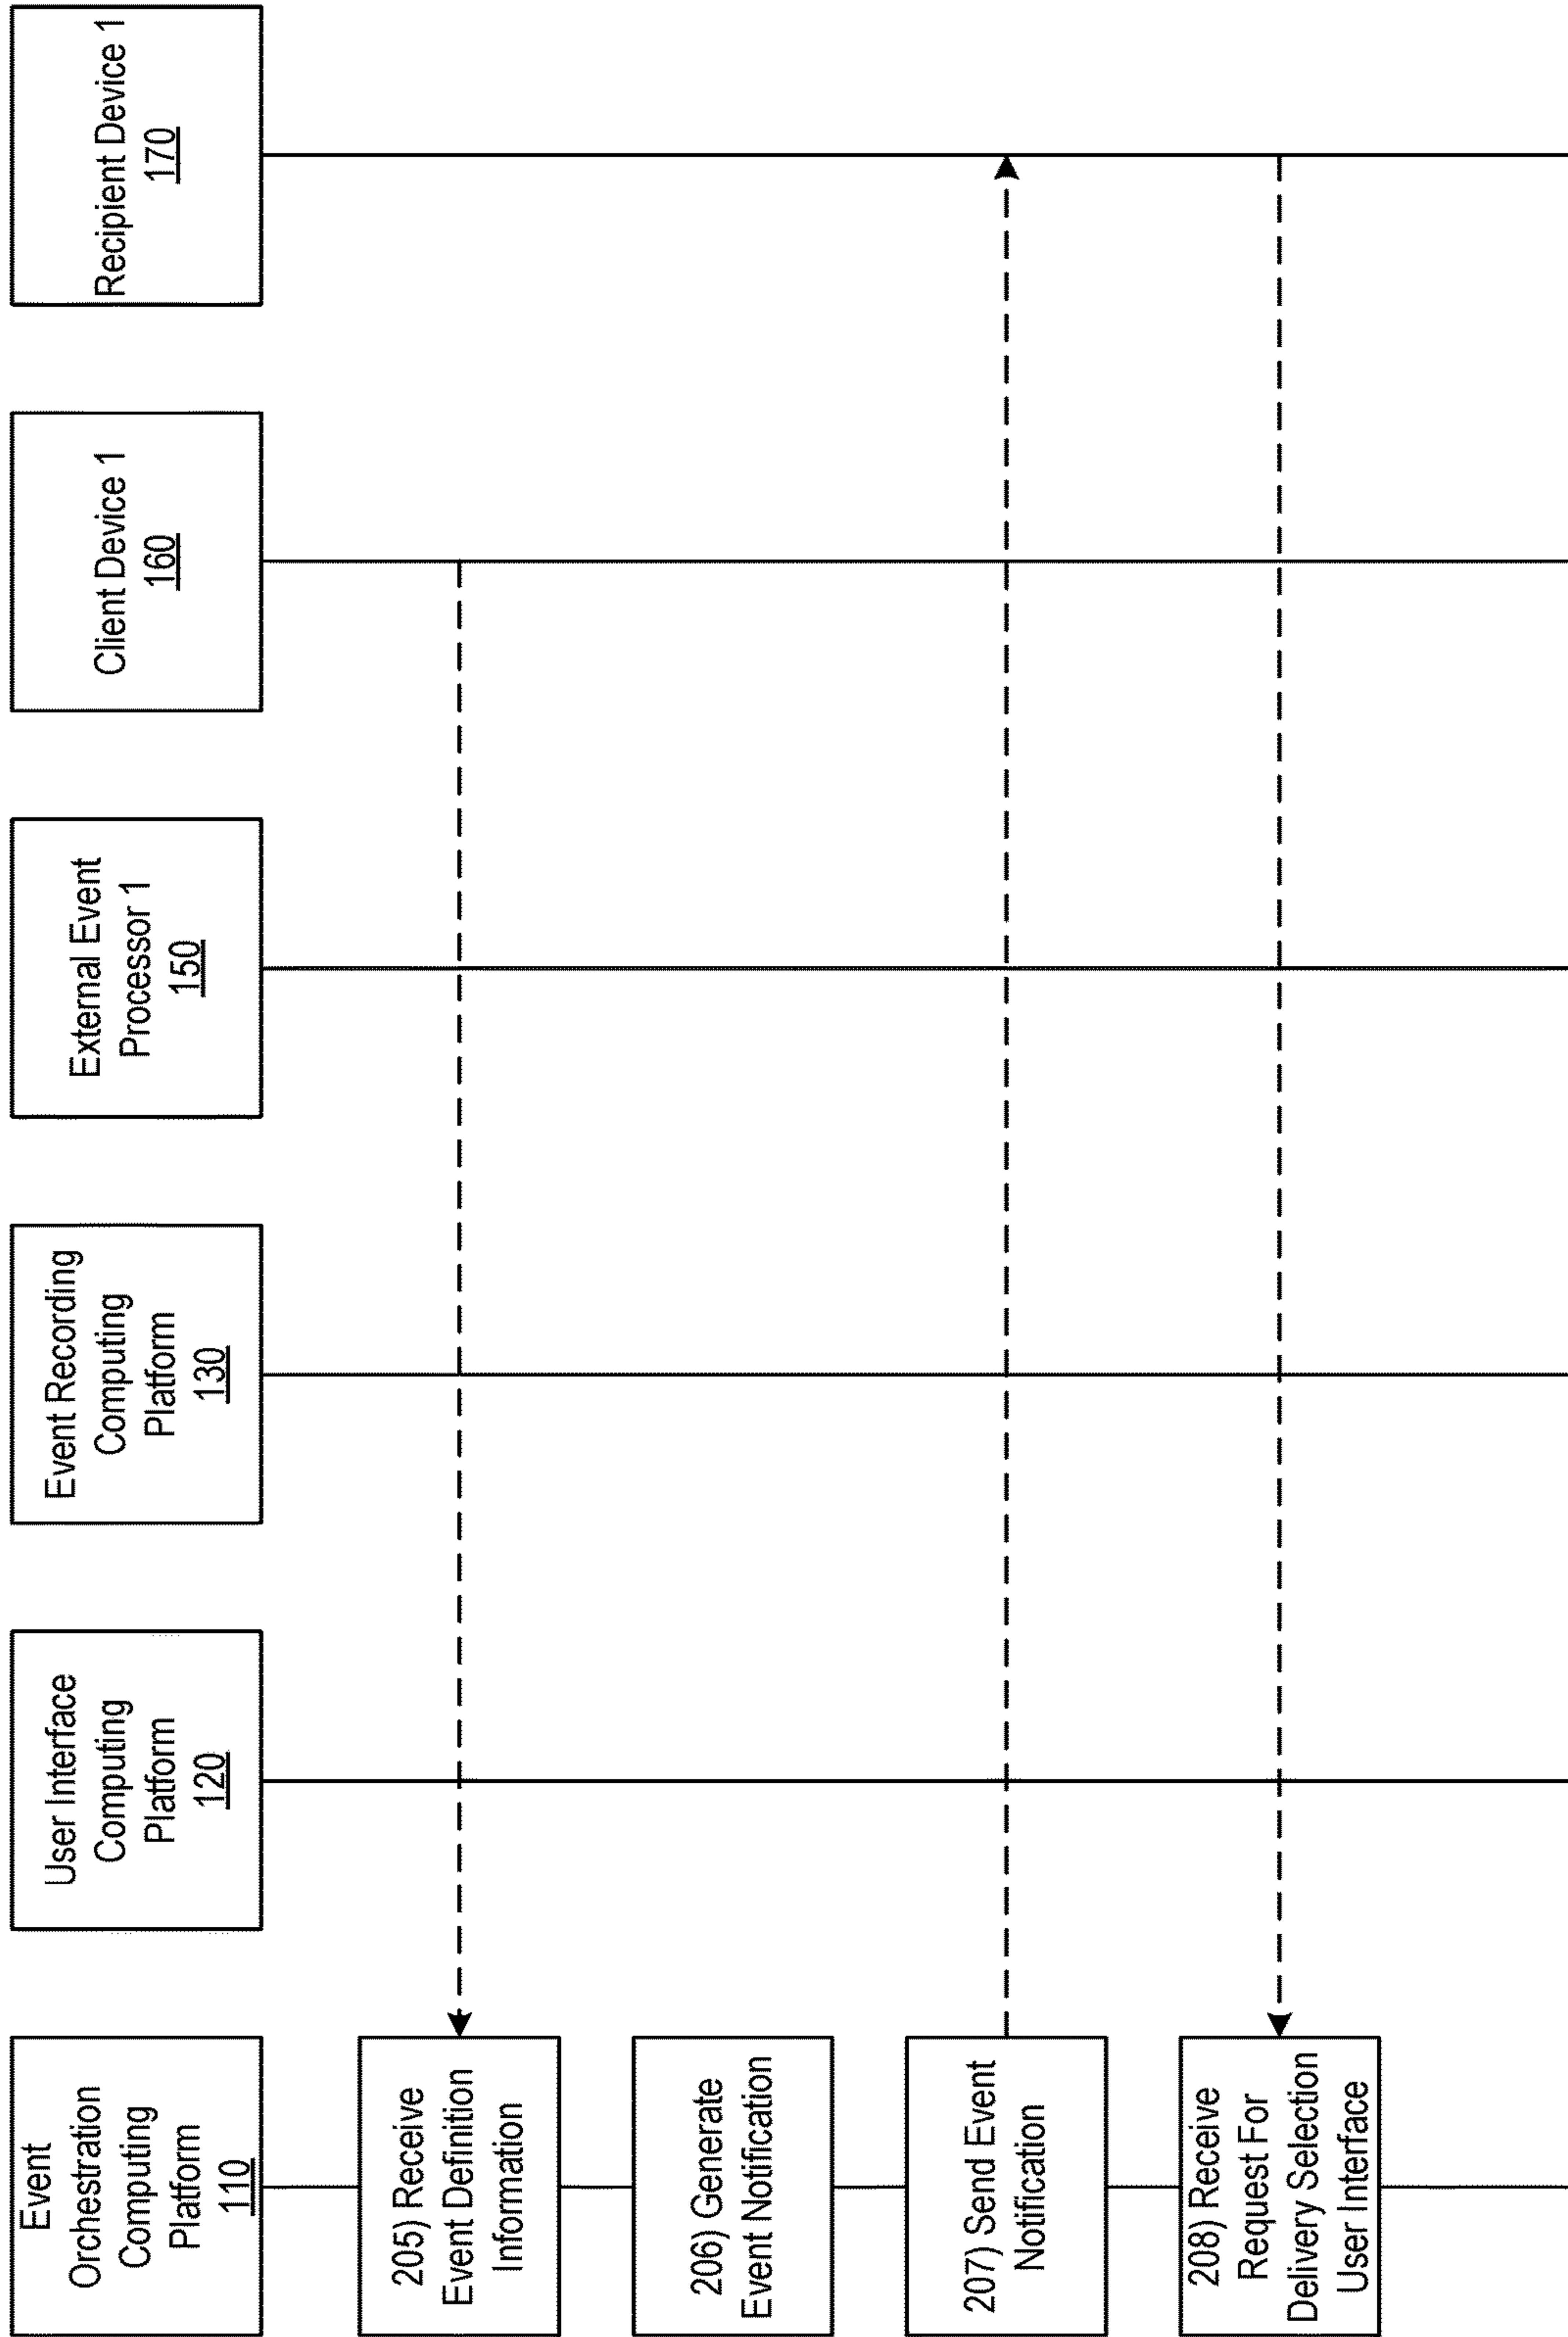 Event
Orchestration
Computing
Platform
110
User Interface
Computing
Platform
120
Event Recording
Computing
Platform
130
External Event
Processor 1
150
Client Device 1
160
Recipient Device 1
170
205) Receive
Event Definition
Information
206) Generate
Event Notification
207) Send Event
Notification
208) Receive
Request For
Delivery Selection
User Interface